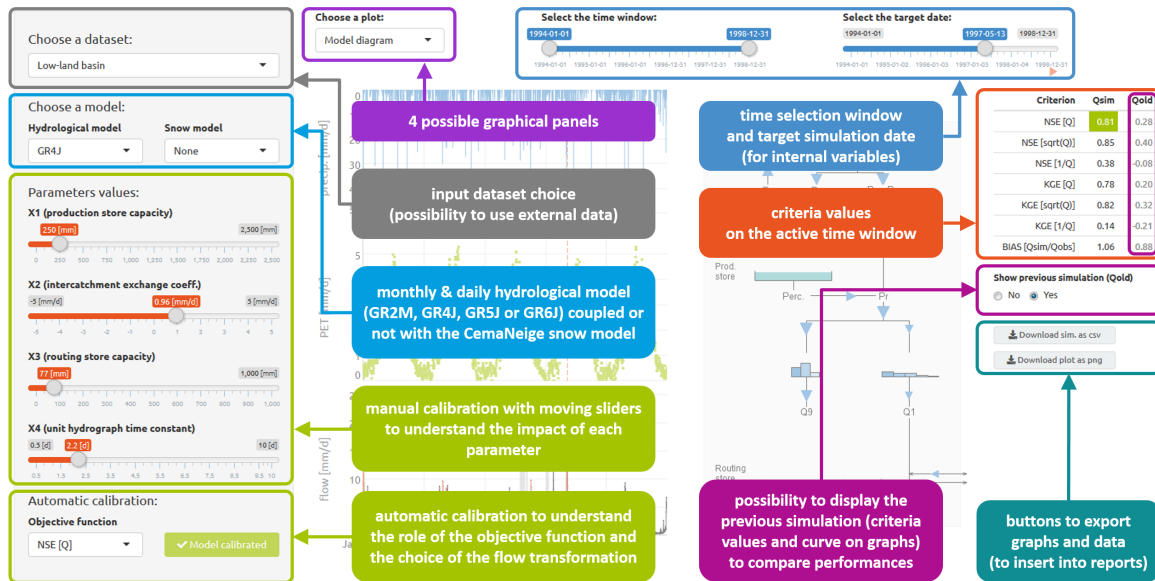 Choose a dataset:
Low-land basin
Choose a model:
Hydrological model
Snow model
GR4J
None
Parameters values:
X1 (production store capacity)
250 [mm]
2,500 [mm]
0 250 500 750 1,000 1,250 1,500 1,750 2,000 2,250 2,500
X2 (intercatchment exchange coeff.)
-5 [mm/d]
0.96 [mm/d]
5 [mm/d]
-5 -4 -3 -2 -1 0 1 2 3 4 5
X3 (routing store capacity)
77 [mm]
1,000 [mm]
0 100 200 300 400 500 600 700 800 900 1,000
X4 (unit hydrograph time constant)
0.5 [d]
2.2 [d]
10 [d]
0.5 1.5 2.5 3.5 4.5 5.5 6.5 7.5 8.5 9.5 10
Automatic calibration:
Objective function
NSE [Q]
Model calibrated
Choose a plot:
Model diagram
Select the time window:
1994-01-01
1998-12-31
1994-01-01 1995-01-01 1996-01-01 1996-12-31 1997-12-31 1998-12-31
Select the target date:
1994-01-01
1997-05-13
1998-12-31
1994-01-01 1995-01-02 1996-01-03 1997-01-03 1998-01-04 1998-12-31
4 possible graphical panels
input dataset choice
(possibility to use external data)
monthly & daily hydrological model
(GR2M, GR4J, GR5J or GR6J) coupled or
not with the CemaNeige snow model
manual calibration with moving sliders
to understand the impact of each
parameter
automatic calibration to understand
the role of the objective function and
the choice of the flow transformation
time selection window
and target simulation date
(for internal variables)
criteria values
on the active time window
possibility to display the
previous simulation (criteria
values and curve on graphs)
to compare performances
buttons to export
graphs and data
(to insert into reports)
0
20
30
precip. [mm/d]
5
PET [mm/d]
1
0
flow [mm/d]
10
Ja
Prod.
store
Perc.
Pr
Q9
Q1
Routing
store
Criterion Qsim Qold
NSE [Q] 0.81 0.28
NSE [sqrt(Q)] 0.85 0.40
NSE [1/Q] 0.38 -0.08
KGE [Q] 0.78 0.20
KGE [sqrt(Q)] 0.82 0.32
KGE [1/Q] 0.14 -0.21
BIAS [Qsim/Qobs] 1.06 0.88
Show previous simulation (Qold)
No Yes
Download sim. as csv
Download plot as png